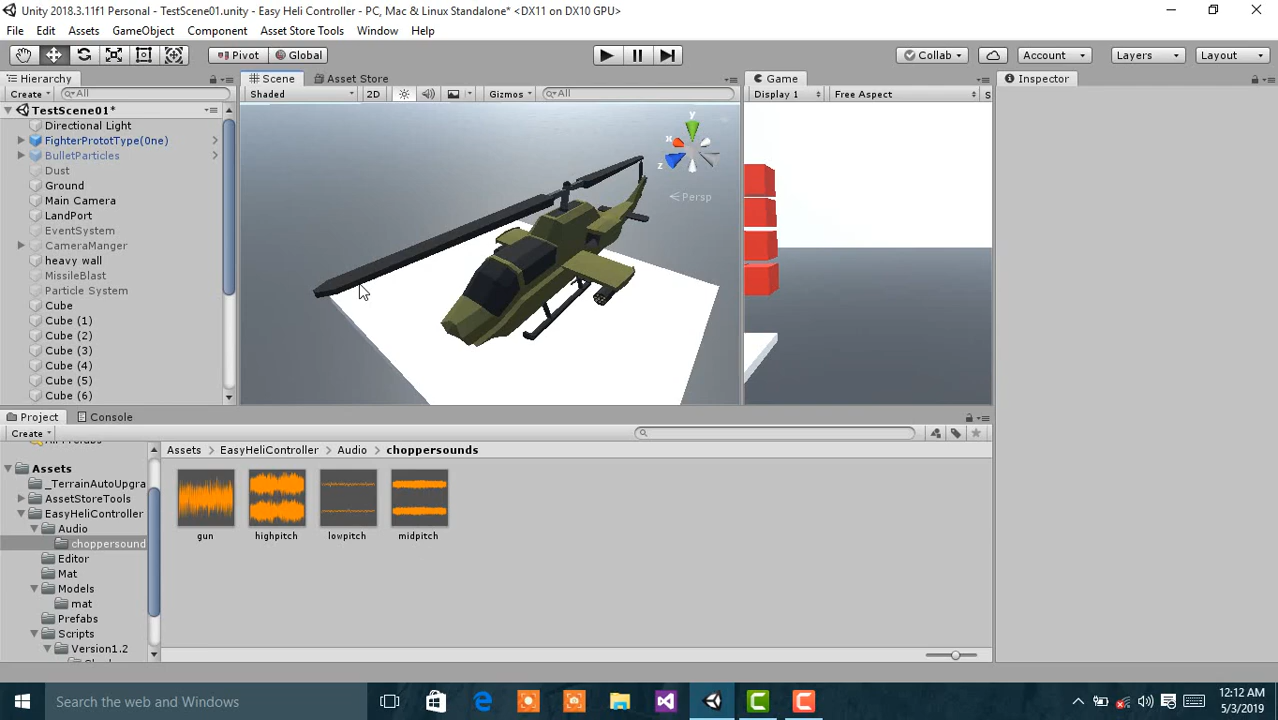 Unity 2018.3.11f1 Personal - TestScene01.unity - Easy Heli Controller - PC, Mac & Linux Standalone* <DX11 on DX10 GPU>
File Edit Assets GameObject Component Asset Store Tools Window Help
Pivot Global Collab Account Layers Layout
Hierarchy Scene Asset Store Game Inspector
Create All Shaded 2D Gizmos All Display 1 Free Aspect S
TestScene01*
Directional Light
FighterPrototType(One)
BulletParticles
Dust
Ground
Main Camera
LandPort
EventSystem
CameraManger
heavy wall
MissileBlast
Particle System
Cube
Cube (1)
Cube (2)
Cube (3)
Cube (4)
Cube (5)
Cube (6)
y
x
z
Persp
Project Console
Create
Assets EasyHeliController Audio choppersounds
Assets
_TerrainAutoUpgra
AssetStoreTools
EasyHeliController
Audio
choppersound
Editor
Mat
Models
mat
Prefabs
Scripts
Version1.2
gun highpitch lowpitch midpitch
Search the web and Windows
12:12 AM
5/3/2019